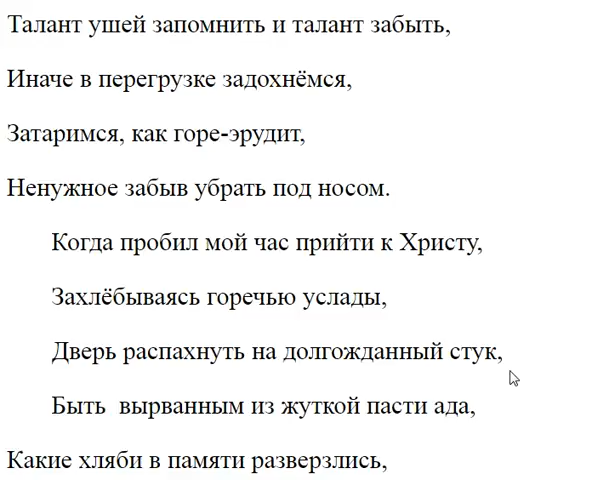 Талант ушей запомнить и талант забыть,
Иначе в перегрузке задохнёмся,
Затаримся, как горе-эрудит,
Ненужное забыв убрать под носом.
Когда пробил мой час прийти к Христу,
Захлёбываясь горечью услады,
Дверь распахнуть на долгожданный стук,
Быть  вырванным из жуткой пасти ада,
Какие хляби в памяти разверзлись,